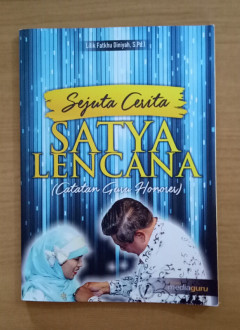 Lilik Fatkhu Diniyah, S.Pd.I
Sejuta Cerita
SATYA
LENCANA
(Catatan Guru Honorer)
mediaguru